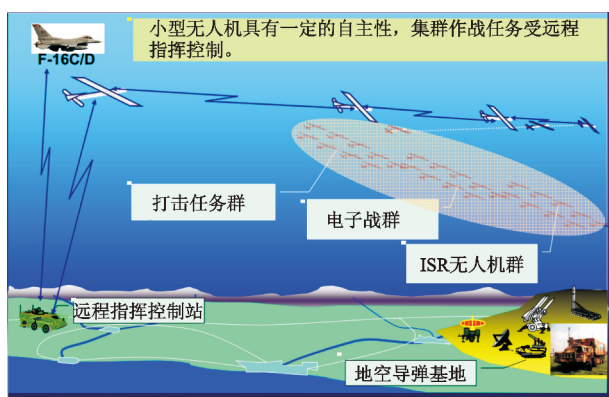 小型无人机具有一定的自主性，集群作战任务受远程
指挥控制。
F-16C/D
打击任务群
电子战群
ISR无人机群
远程指挥控制站
地空导弹基地